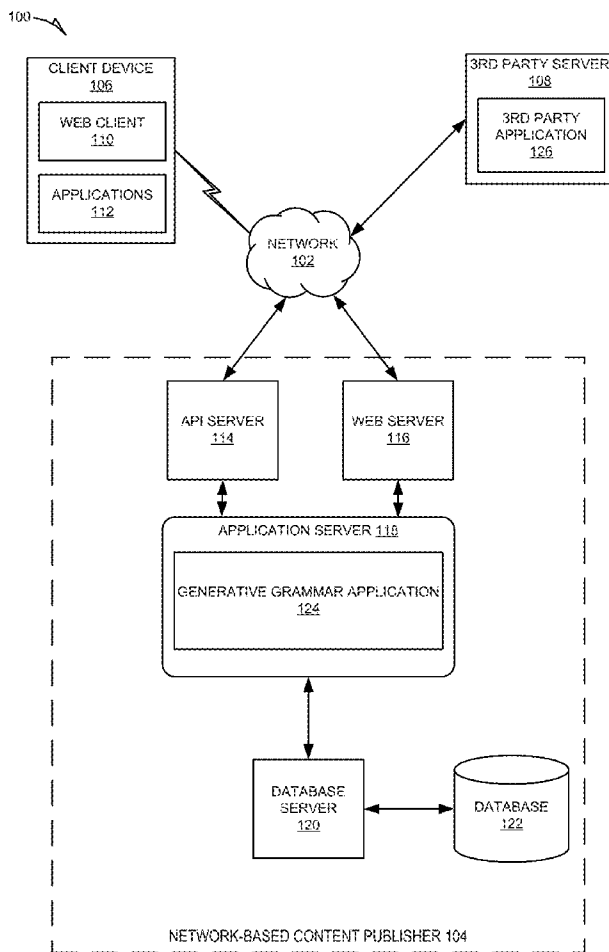 100
CLIENT DEVICE
106
WEB CLIENT
110
APPLICATIONS
112
3RD PARTY SERVER
108
3RD PARTY
APPLICATION
126
NETWORK
102
API SERVER
114
WEB SERVER
116
APPLICATION SERVER 118
GENERATIVE GRAMMAR APPLICATION
124
DATABASE
SERVER
120
DATABASE
122
NETWORK-BASED CONTENT PUBLISHER 104